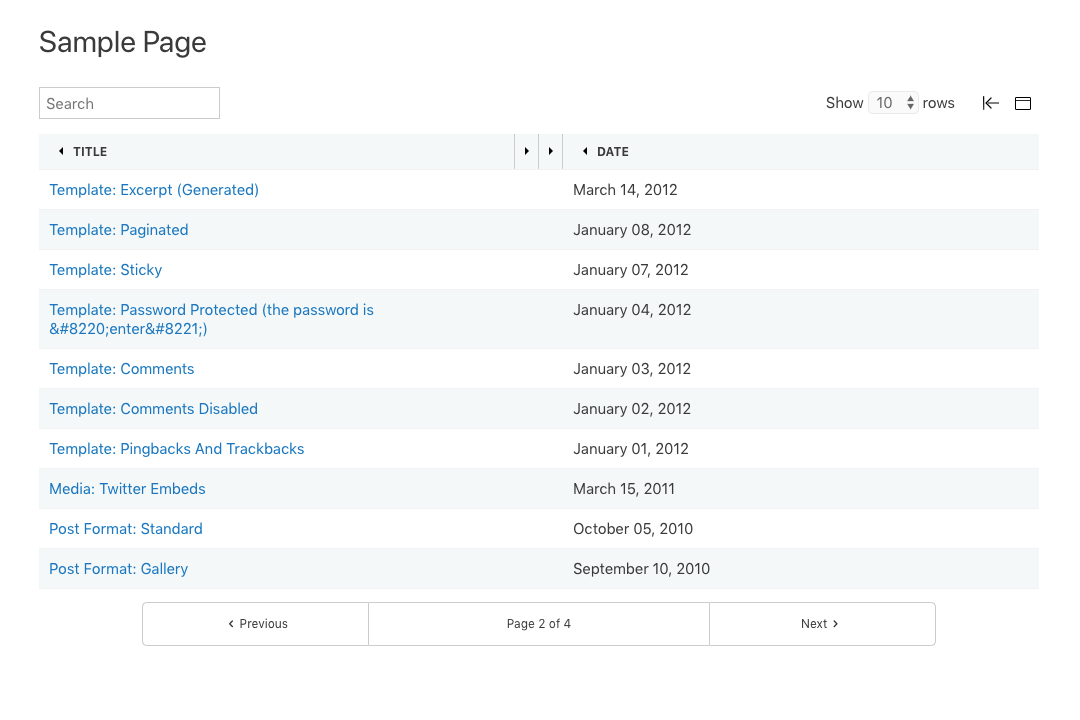 Sample Page
Search
Show 10 rows
TITLE DATE
Template: Excerpt (Generated) March 14, 2012
Template: Paginated January 08, 2012
Template: Sticky January 07, 2012
Template: Password Protected (the password is January 04, 2012
&#8220;enter&#8221;)
Template: Comments January 03, 2012
Template: Comments Disabled January 02, 2012
Template: Pingbacks And Trackbacks January 01, 2012
Media: Twitter Embeds March 15, 2011
Post Format: Standard October 05, 2010
Post Format: Gallery September 10, 2010
‹ Previous Page 2 of 4 Next ›